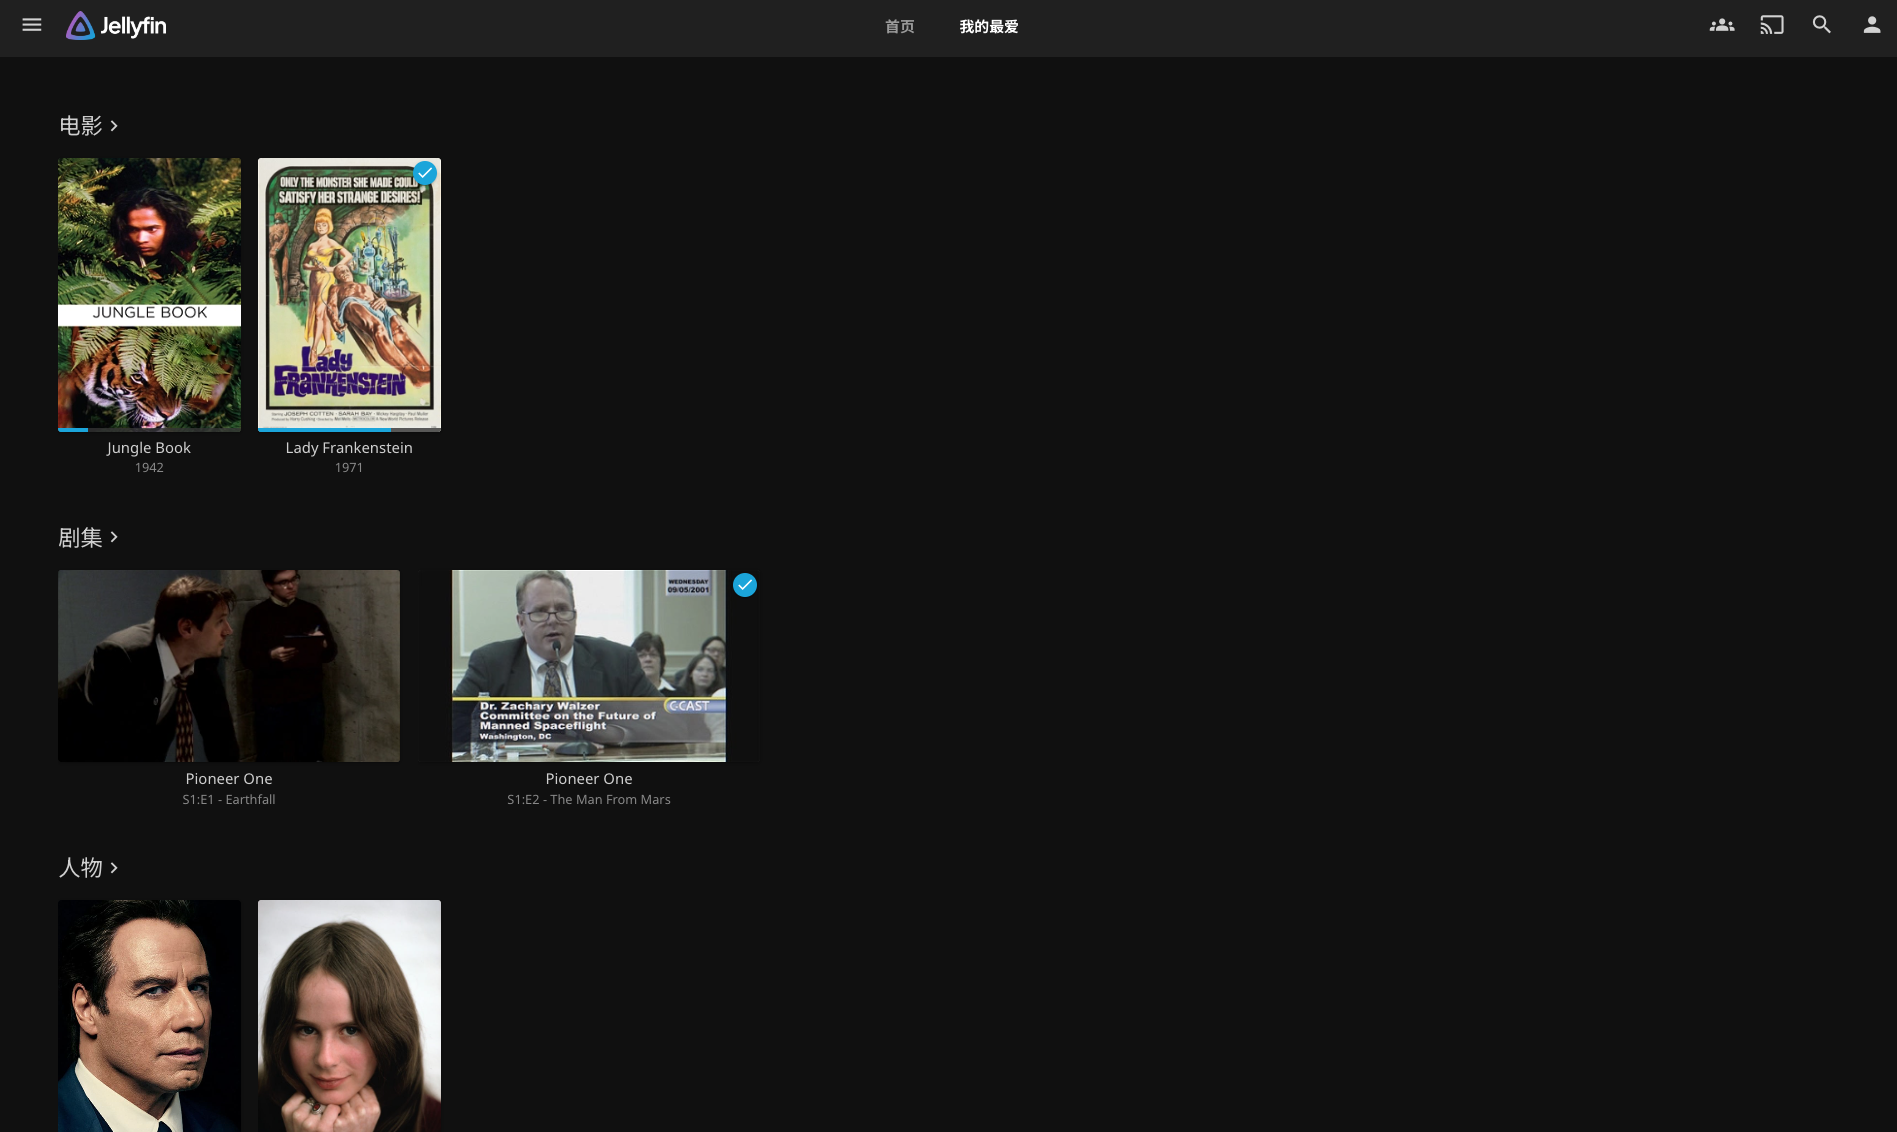 Jellyfin
首页
我的最爱
电影
ONLY THE MONSTER SHE MADE COULD
SATISFY HER STRANGE DESIRES!
JUNGLE BOOK
Lady
FRANKENSTEIN
JOSEPH COTTEN · SARAH BAY
Jungle Book
Lady Frankenstein
1942
1971
剧集
WEDNESDAY
09/05/2001
Dr. Zachary Walzer
C-CAST
Committee on the Future of
Manned Spaceflight
Washington, DC
Pioneer One
Pioneer One
S1:E1 - Earthfall
S1:E2 - The Man From Mars
人物